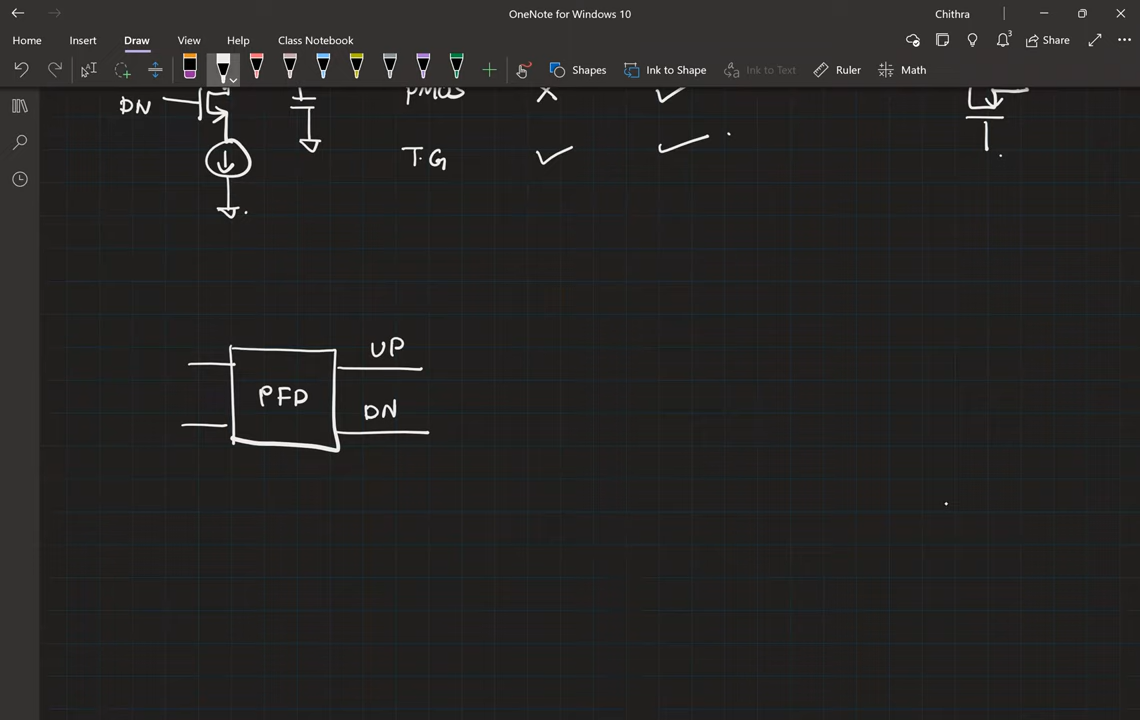 OneNote for Windows 10
Chithra
Home Insert Draw View Help Class Notebook
Share
Shapes Ink to Shape Ink to Text Ruler Math
DN
PMOS X
T.G
UP
PFD
DN